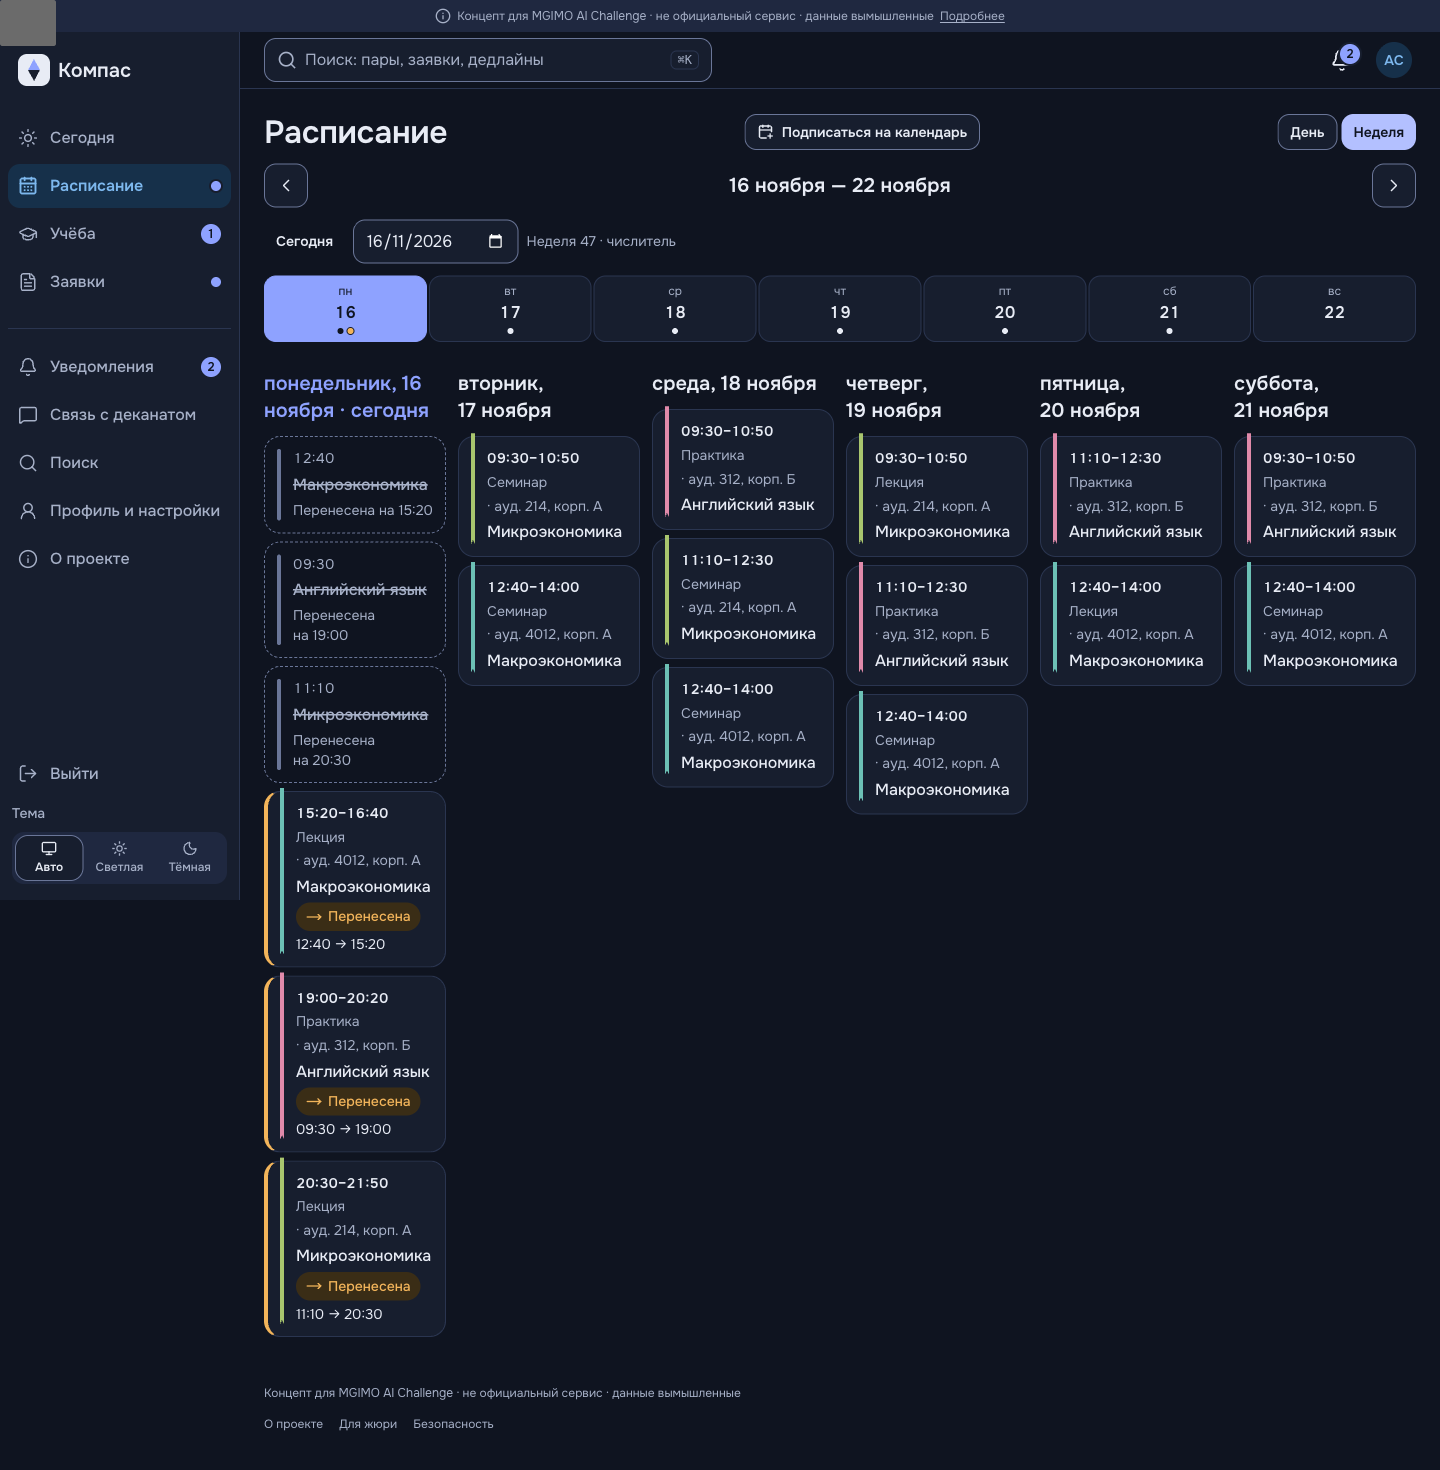 Концепт для MGIMO AI Challenge · не официальный сервис · данные вымышленные Подробнее
Компас
Поиск: пары, заявки, дедлайны
⌘K
2
АС
Сегодня
Расписание
Учёба
1
Заявки
Уведомления
2
Связь с деканатом
Поиск
Профиль и настройки
О проекте
Выйти
Тема
Авто
Светлая
Тёмная
Расписание
Подписаться на календарь
День
Неделя
16 ноября — 22 ноября
Сегодня
16/11/2026
Неделя 47 · числитель
пн
16
вт
17
ср
18
чт
19
пт
20
сб
21
вс
22
понедельник, 16
ноября · сегодня
12:40
Макроэкономика
Перенесена на 15:20
09:30
Английский язык
Перенесена
на 19:00
11:10
Микроэкономика
Перенесена
на 20:30
15:20–16:40
Лекция
· ауд. 4012, корп. А
Макроэкономика
→ Перенесена
12:40 → 15:20
19:00–20:20
Практика
· ауд. 312, корп. Б
Английский язык
→ Перенесена
09:30 → 19:00
20:30–21:50
Лекция
· ауд. 214, корп. А
Микроэкономика
→ Перенесена
11:10 → 20:30
вторник,
17 ноября
09:30–10:50
Семинар
· ауд. 214, корп. А
Микроэкономика
12:40–14:00
Семинар
· ауд. 4012, корп. А
Макроэкономика
среда, 18 ноября
09:30–10:50
Практика
· ауд. 312, корп. Б
Английский язык
11:10–12:30
Семинар
· ауд. 214, корп. А
Микроэкономика
12:40–14:00
Семинар
· ауд. 4012, корп. А
Макроэкономика
четверг,
19 ноября
09:30–10:50
Лекция
· ауд. 214, корп. А
Микроэкономика
11:10–12:30
Практика
· ауд. 312, корп. Б
Английский язык
12:40–14:00
Семинар
· ауд. 4012, корп. А
Макроэкономика
пятница,
20 ноября
11:10–12:30
Практика
· ауд. 312, корп. Б
Английский язык
12:40–14:00
Лекция
· ауд. 4012, корп. А
Макроэкономика
суббота,
21 ноября
09:30–10:50
Практика
· ауд. 312, корп. Б
Английский язык
12:40–14:00
Семинар
· ауд. 4012, корп. А
Макроэкономика
Концепт для MGIMO AI Challenge · не официальный сервис · данные вымышленные
О проекте
Для жюри
Безопасность